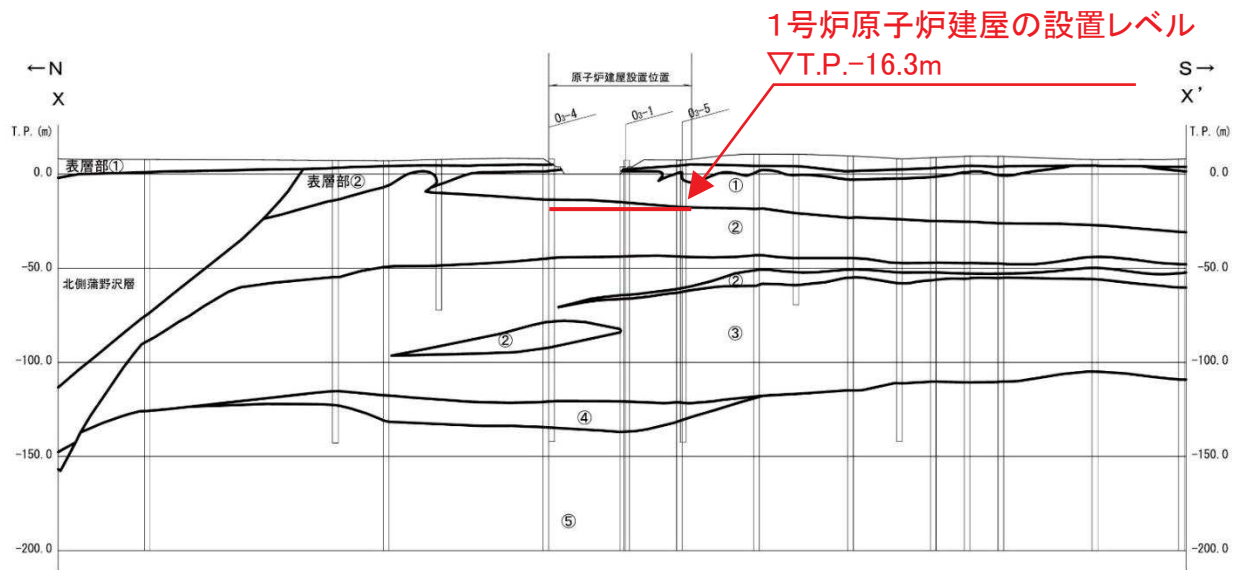 1号炉原子炉建屋の設置レベル
▽T.P.-16.3m
←N
X
S→
X'
原子炉建屋設置位置
O3-4
O3-1
O3-5
T.P.(m)
T.P.(m)
表層部①
0.0
0.0
表層部②
①
②
-50.0
-50.0
北側蒲野沢層
②
②
③
-100.0
-100.0
④
-150.0
-150.0
⑤
-200.0
-200.0